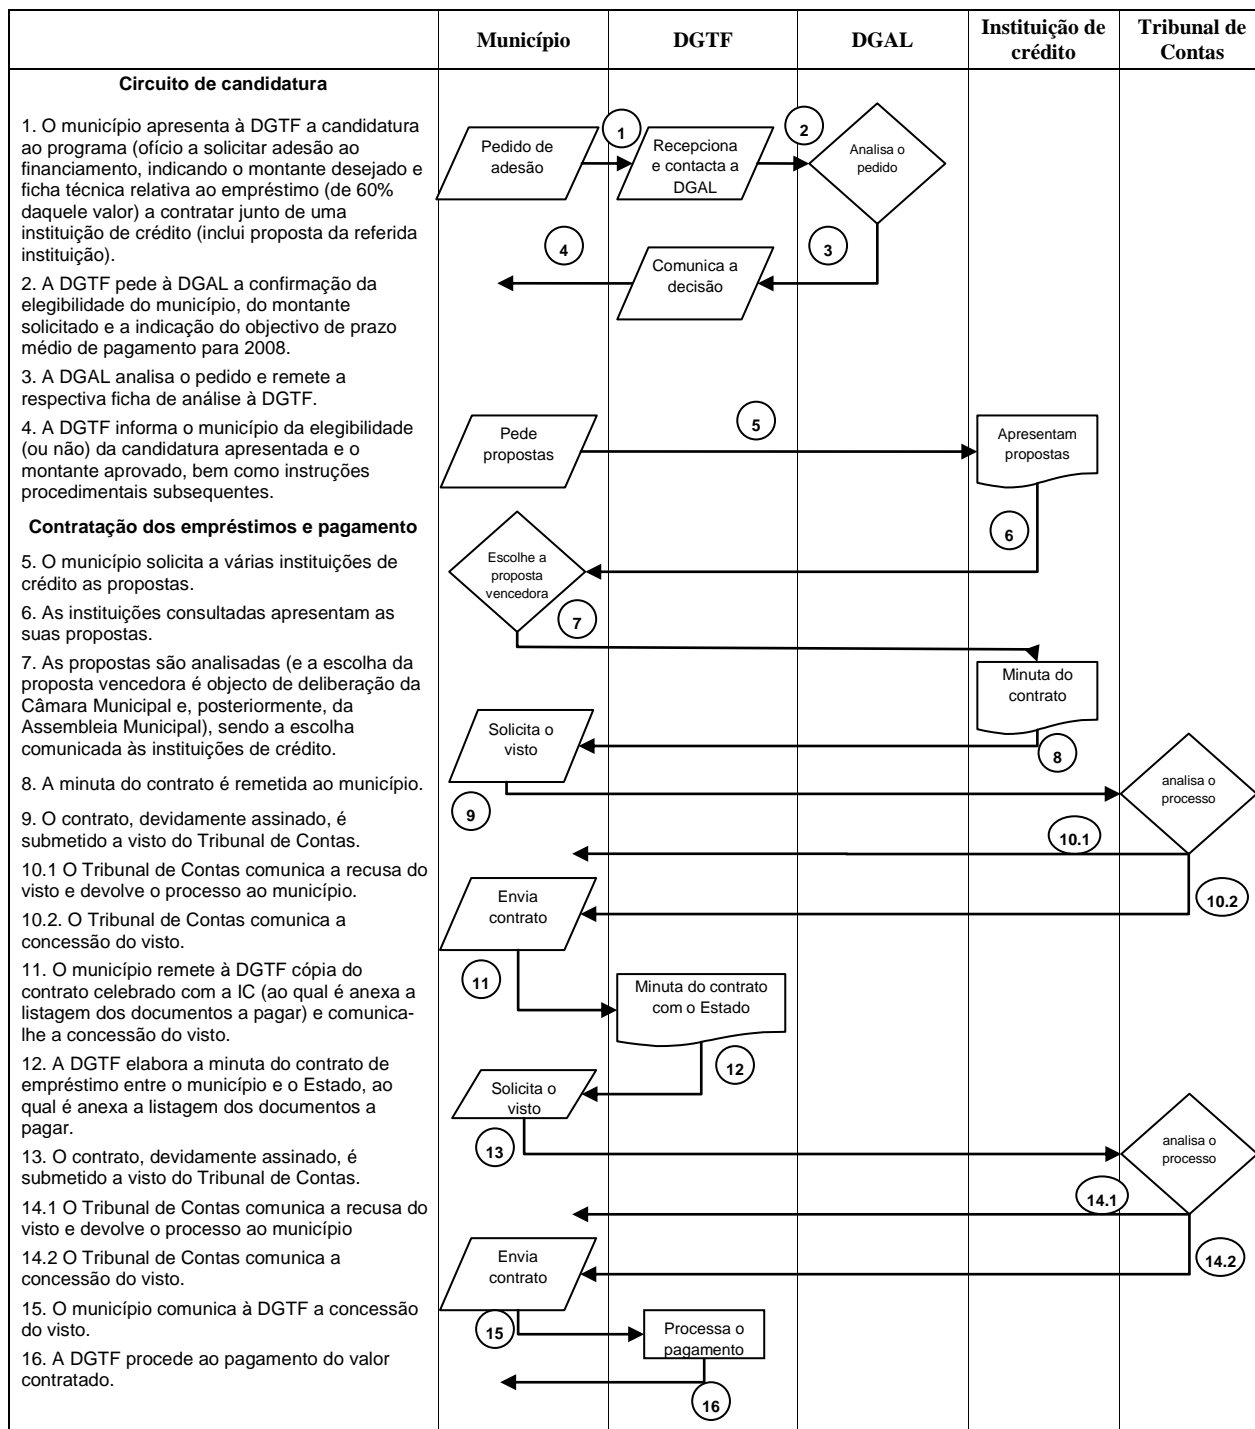 Município
DGTF
DGAL
Instituição de
crédito
Tribunal de
Contas
Circuito de candidatura
1. O município apresenta à DGTF a candidatura
ao programa (ofício a solicitar adesão ao
financiamento, indicando o montante desejado e
ficha técnica relativa ao empréstimo (de 60%
daquele valor) a contratar junto de uma
instituição de crédito (inclui proposta da referida
instituição).
2. A DGTF pede à DGAL a confirmação da
elegibilidade do município, do montante
solicitado e a indicação do objectivo de prazo
médio de pagamento para 2008.
3. A DGAL analisa o pedido e remete a
respectiva ficha de análise à DGTF.
4. A DGTF informa o município da elegibilidade
(ou não) da candidatura apresentada e o
montante aprovado, bem como instruções
procedimentais subsequentes.
Contratação dos empréstimos e pagamento
5. O município solicita a várias instituições de
crédito as propostas.
6. As instituições consultadas apresentam as
suas propostas.
7. As propostas são analisadas (e a escolha da
proposta vencedora é objecto de deliberação da
Câmara Municipal e, posteriormente, da
Assembleia Municipal), sendo a escolha
comunicada às instituições de crédito.
8. A minuta do contrato é remetida ao município.
9. O contrato, devidamente assinado, é
submetido a visto do Tribunal de Contas.
10.1 O Tribunal de Contas comunica a recusa do
visto e devolve o processo ao município.
10.2. O Tribunal de Contas comunica a
concessão do visto.
11. O município remete à DGTF cópia do
contrato celebrado com a IC (ao qual é anexa a
listagem dos documentos a pagar) e comunica-
lhe a concessão do visto.
12. A DGTF elabora a minuta do contrato de
empréstimo entre o município e o Estado, ao
qual é anexa a listagem dos documentos a
pagar.
13. O contrato, devidamente assinado, é
submetido a visto do Tribunal de Contas.
14.1 O Tribunal de Contas comunica a recusa do
visto e devolve o processo ao município
14.2 O Tribunal de Contas comunica a
concessão do visto.
15. O município comunica à DGTF a concessão
do visto.
16. A DGTF procede ao pagamento do valor
contratado.
Pedido de
adesão
1
Recepciona
e contacta a
DGAL
2
Analisa o
pedido
3
Comunica a
decisão
4
Pede
propostas
5
Apresentam
propostas
6
Escolhe a
proposta
vencedora
7
Minuta do
contrato
8
Solicita o
visto
9
analisa o
processo
10.1
10.2
Envia
contrato
11
Minuta do contrato
com o Estado
12
Solicita o
visto
13
analisa o
processo
14.1
14.2
Envia
contrato
15
Processa o
pagamento
16